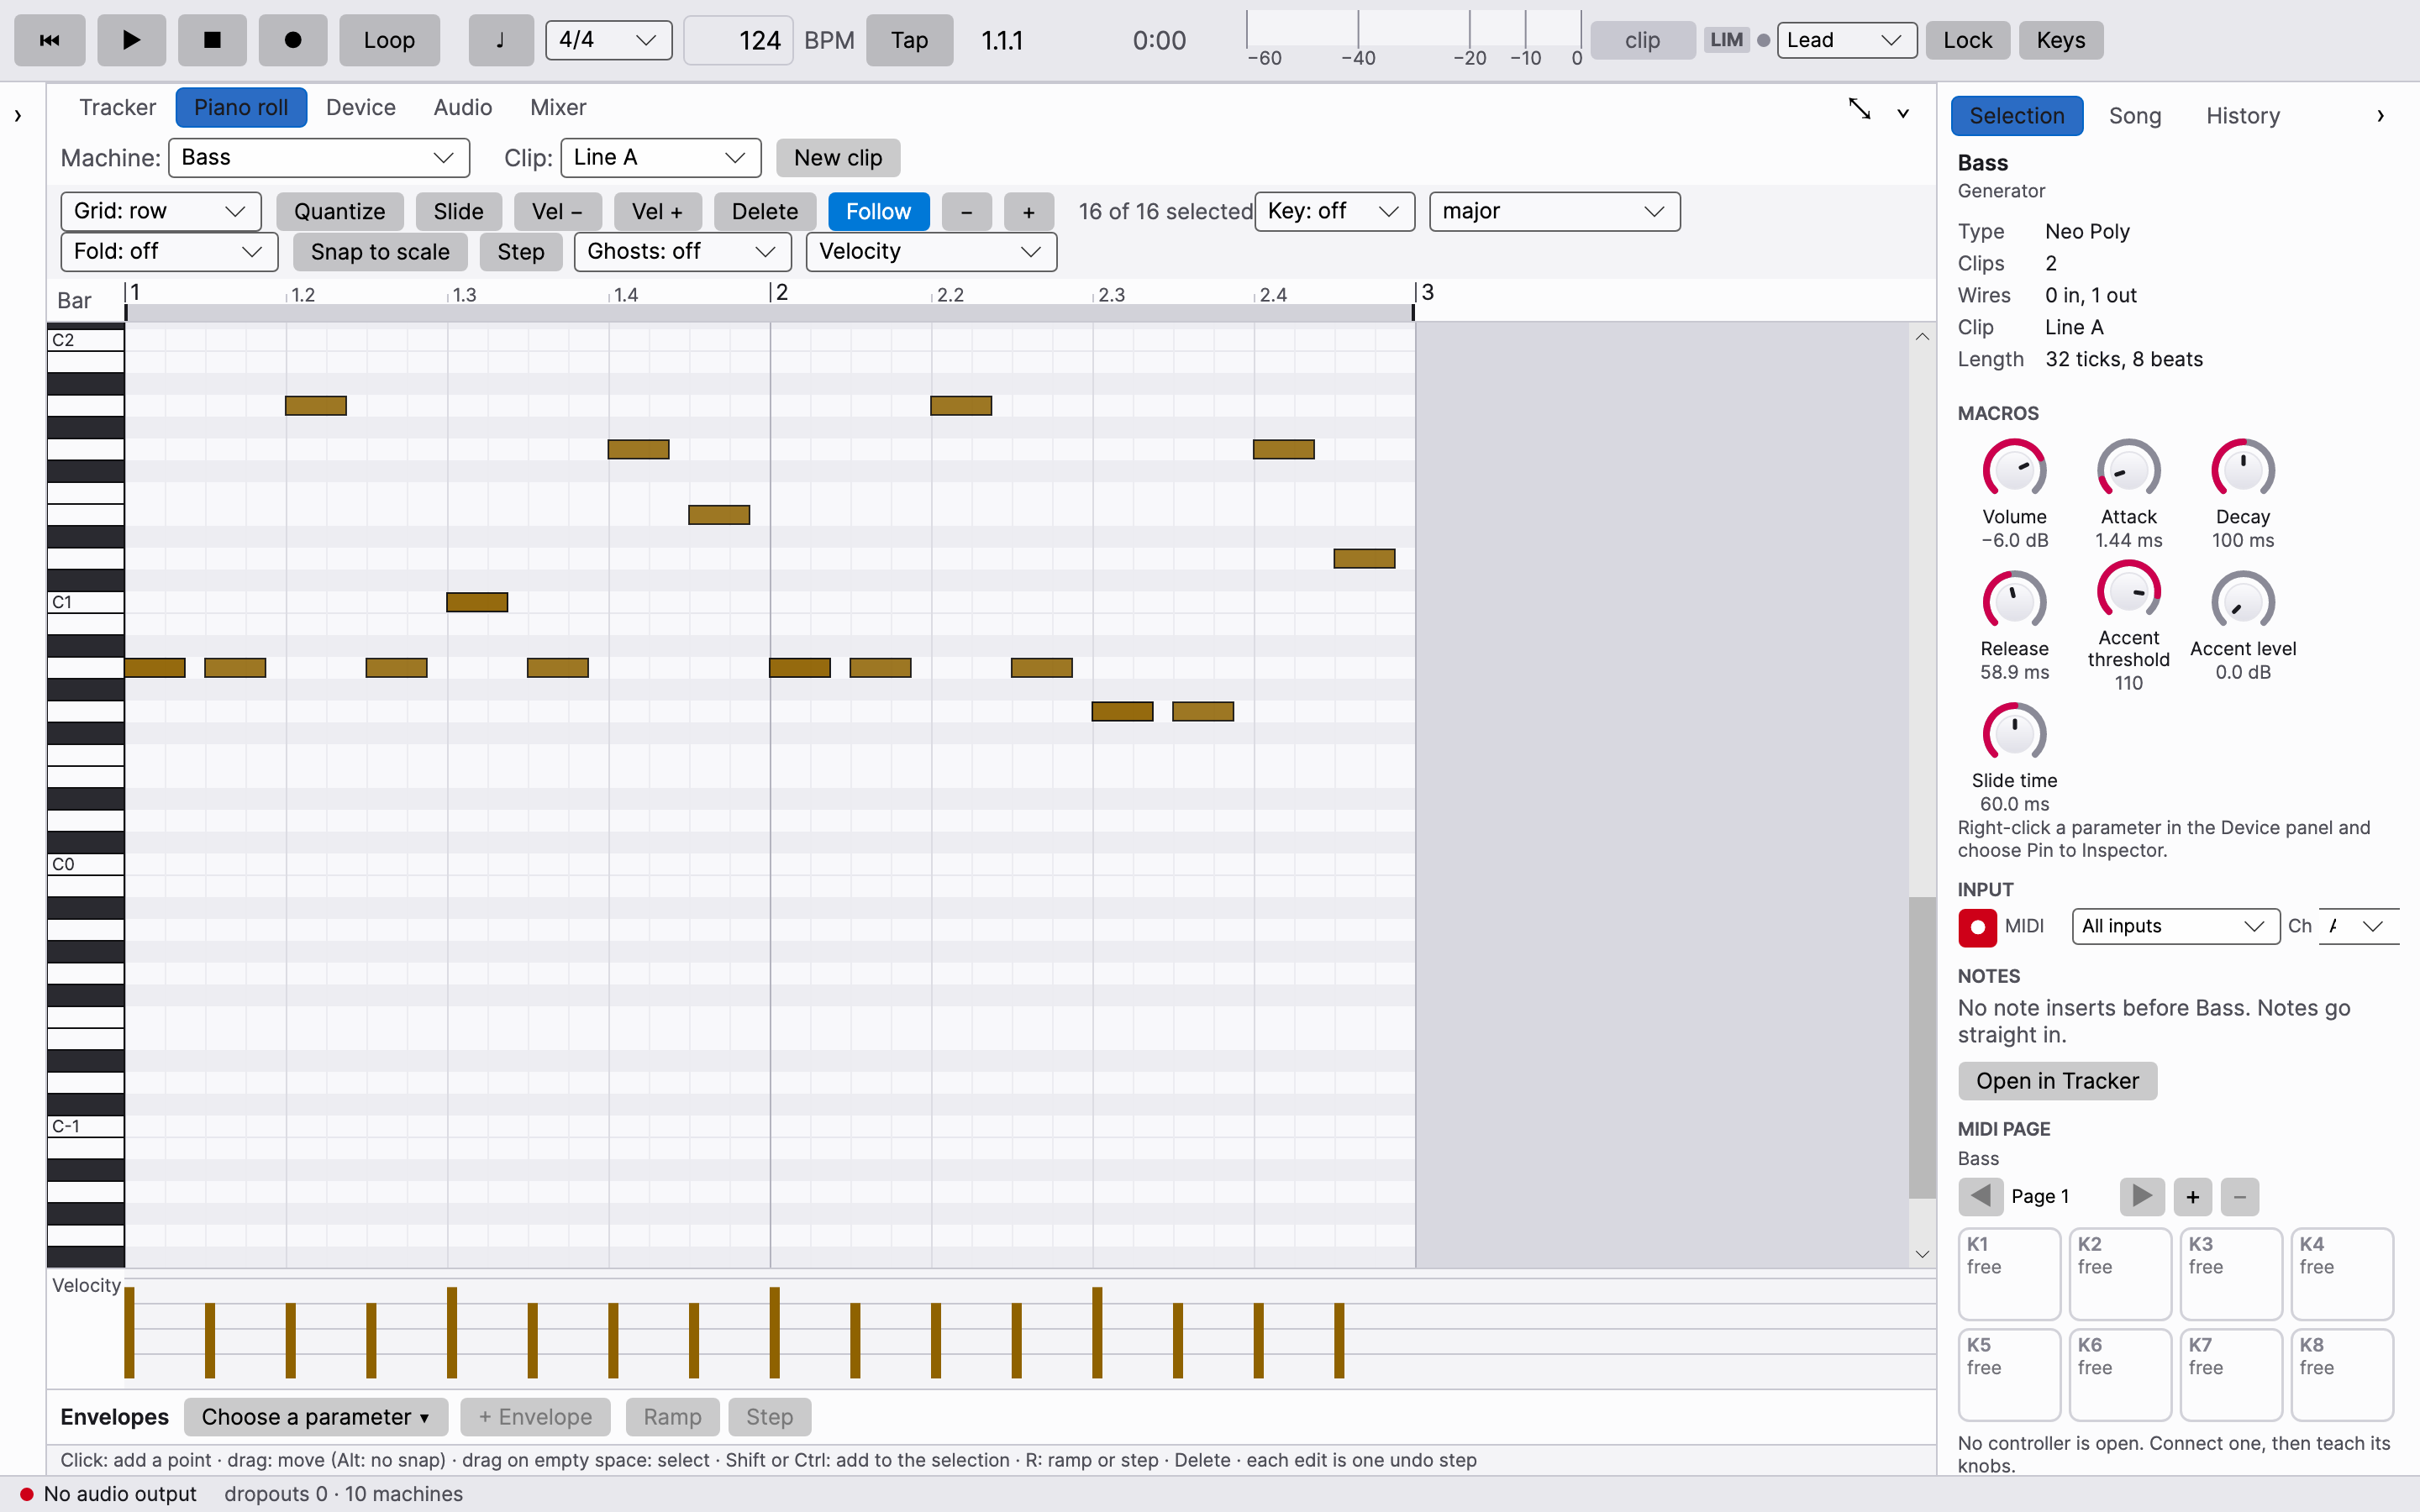 Loop
4/4
124 BPM
Tap
1.1.1
0:00
−60 −40 −20 −10 0
clip
LIM
Lead
Lock
Keys
Tracker Piano roll Device Audio Mixer
Machine: Bass Clip: Line A New clip
Grid: row Quantize Slide Vel − Vel + Delete Follow − + 16 of 16 selected Key: off major
Fold: off Snap to scale Step Ghosts: off Velocity
Bar 1 1.2 1.3 1.4 2 2.2 2.3 2.4 3
C2
C1
C0
C-1
Velocity
Envelopes Choose a parameter ▾ + Envelope Ramp Step
Click: add a point · drag: move (Alt: no snap) · drag on empty space: select · Shift or Ctrl: add to the selection · R: ramp or step · Delete · each edit is one undo step
Selection Song History
Bass
Generator
Type Neo Poly
Clips 2
Wires 0 in, 1 out
Clip Line A
Length 32 ticks, 8 beats
MACROS
Volume Attack Decay
−6.0 dB 1.44 ms 100 ms
Release Accent threshold Accent level
58.9 ms 110 0.0 dB
Slide time
60.0 ms
Right-click a parameter in the Device panel and
choose Pin to Inspector.
INPUT
MIDI All inputs Ch
NOTES
No note inserts before Bass. Notes go
straight in.
Open in Tracker
MIDI PAGE
Bass
Page 1 + −
K1 K2 K3 K4
free free free free
K5 K6 K7 K8
free free free free
No controller is open. Connect one, then teach its
knobs.
No audio output dropouts 0 · 10 machines